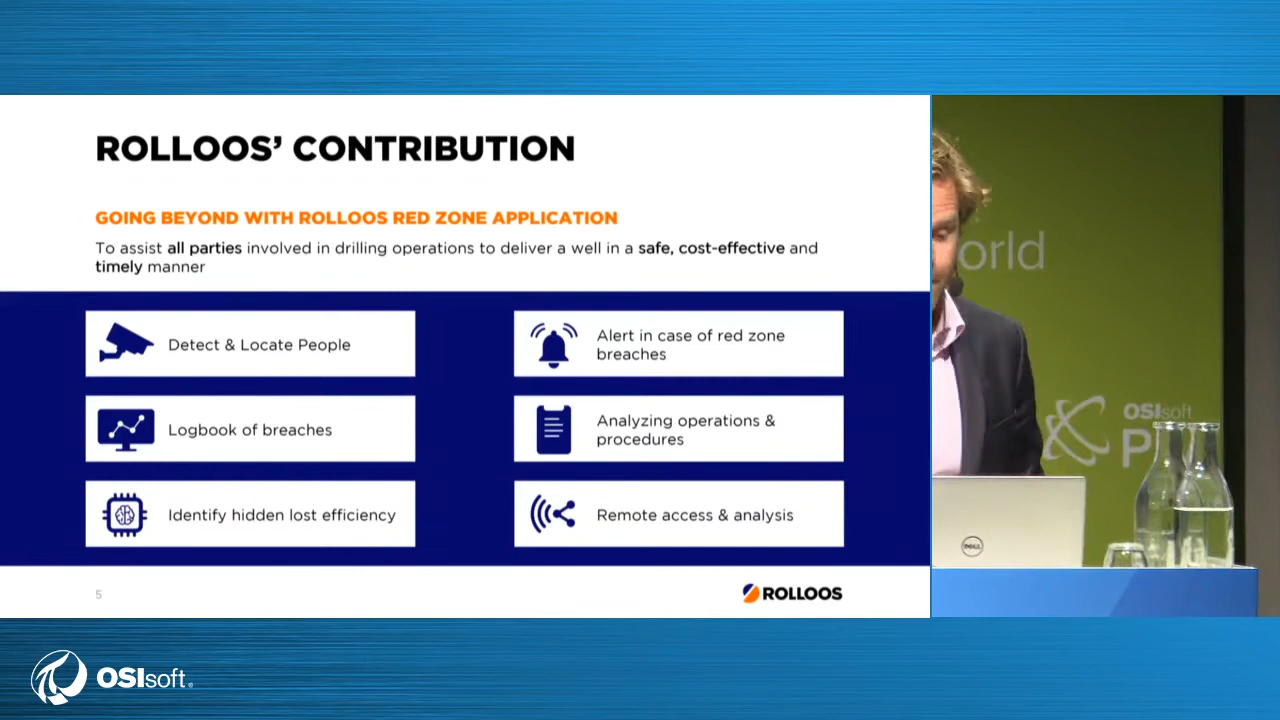 ROLLOOS’ CONTRIBUTION
GOING BEYOND WITH ROLLOOS RED ZONE APPLICATION
To assist all parties involved in drilling operations to deliver a well in a safe, cost-effective and
timely manner
Detect & Locate People
Alert in case of red zone
breaches
Logbook of breaches
Analyzing operations &
procedures
Identify hidden lost efficiency
Remote access & analysis
5
ROLLOOS
orld
OSIsoft
P
DELL
OSIsoft®